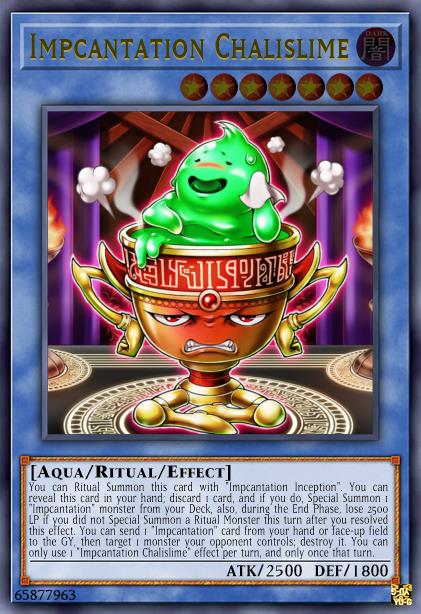 IMPCANTATION CHALISLIME
DARK
闇
[AQUA/RITUAL/EFFECT]
You can Ritual Summon this card with "Impcantation Inception". You can
reveal this card in your hand; discard 1 card, and if you do, Special Summon 1
"Impcantation" monster from your Deck, also, during the End Phase, lose 2500
LP if you did not Special Summon a Ritual Monster this turn after you resolved
this effect. You can send 1 "Impcantation" card from your hand or face-up field
to the GY, then target 1 monster your opponent controls; destroy it. You can
only use 1 "Impcantation Chalislime" effect per turn, and only once that turn.
ATK/2500 DEF/1800
65877963